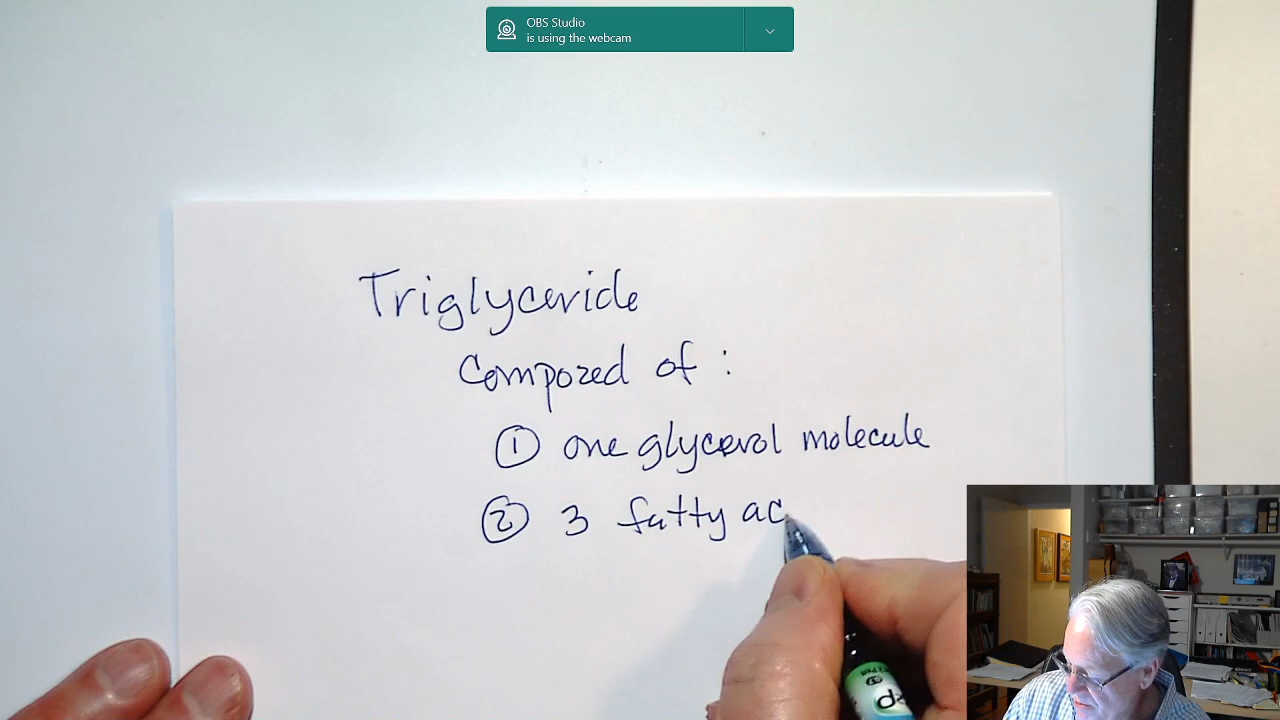 OBS Studio
is using the webcam
Triglyceride
Composed of :
① one glycerol molecule
② 3 fatty ac